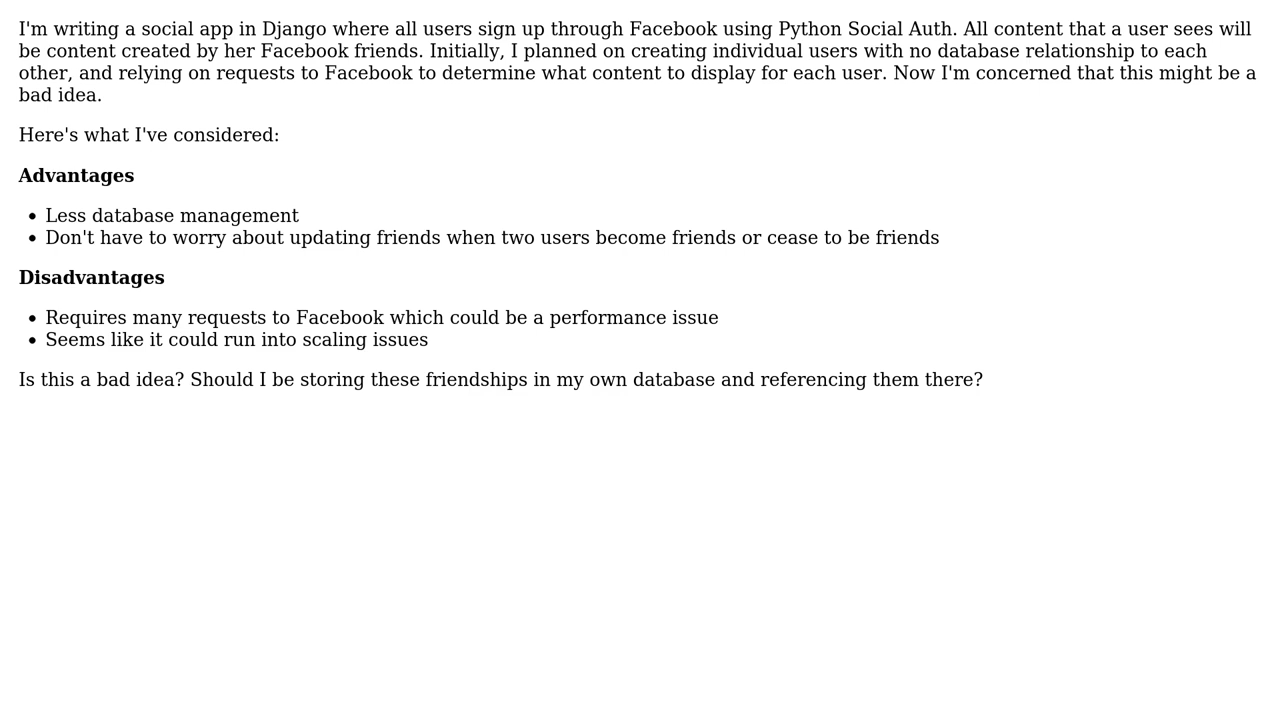 I'm writing a social app in Django where all users sign up through Facebook using Python Social Auth. All content that a user sees will
be content created by her Facebook friends. Initially, I planned on creating individual users with no database relationship to each
other, and relying on requests to Facebook to determine what content to display for each user. Now I'm concerned that this might be a
bad idea.
Here's what I've considered:
Advantages
• Less database management
• Don't have to worry about updating friends when two users become friends or cease to be friends
Disadvantages
• Requires many requests to Facebook which could be a performance issue
• Seems like it could run into scaling issues
Is this a bad idea? Should I be storing these friendships in my own database and referencing them there?